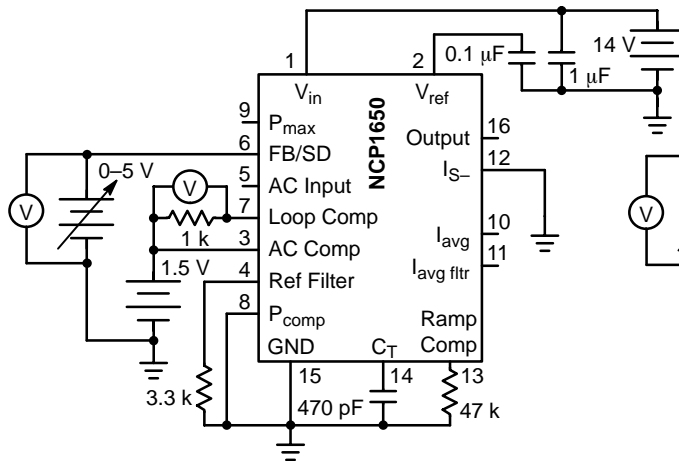 1
2
0.1 µF
1 µF
14 V
V_in
V_ref
NCP1650
9
P_max
6
FB/SD
5
AC Input
7
Loop Comp
3
AC Comp
4
Ref Filter
8
P_comp
GND
C_T
Ramp
Comp
Output
16
I_S–
12
I_avg
10
I_avg fltr
11
V
0–5 V
V
1 k
1.5 V
3.3 k
15
470 pF
14
13
47 k
V